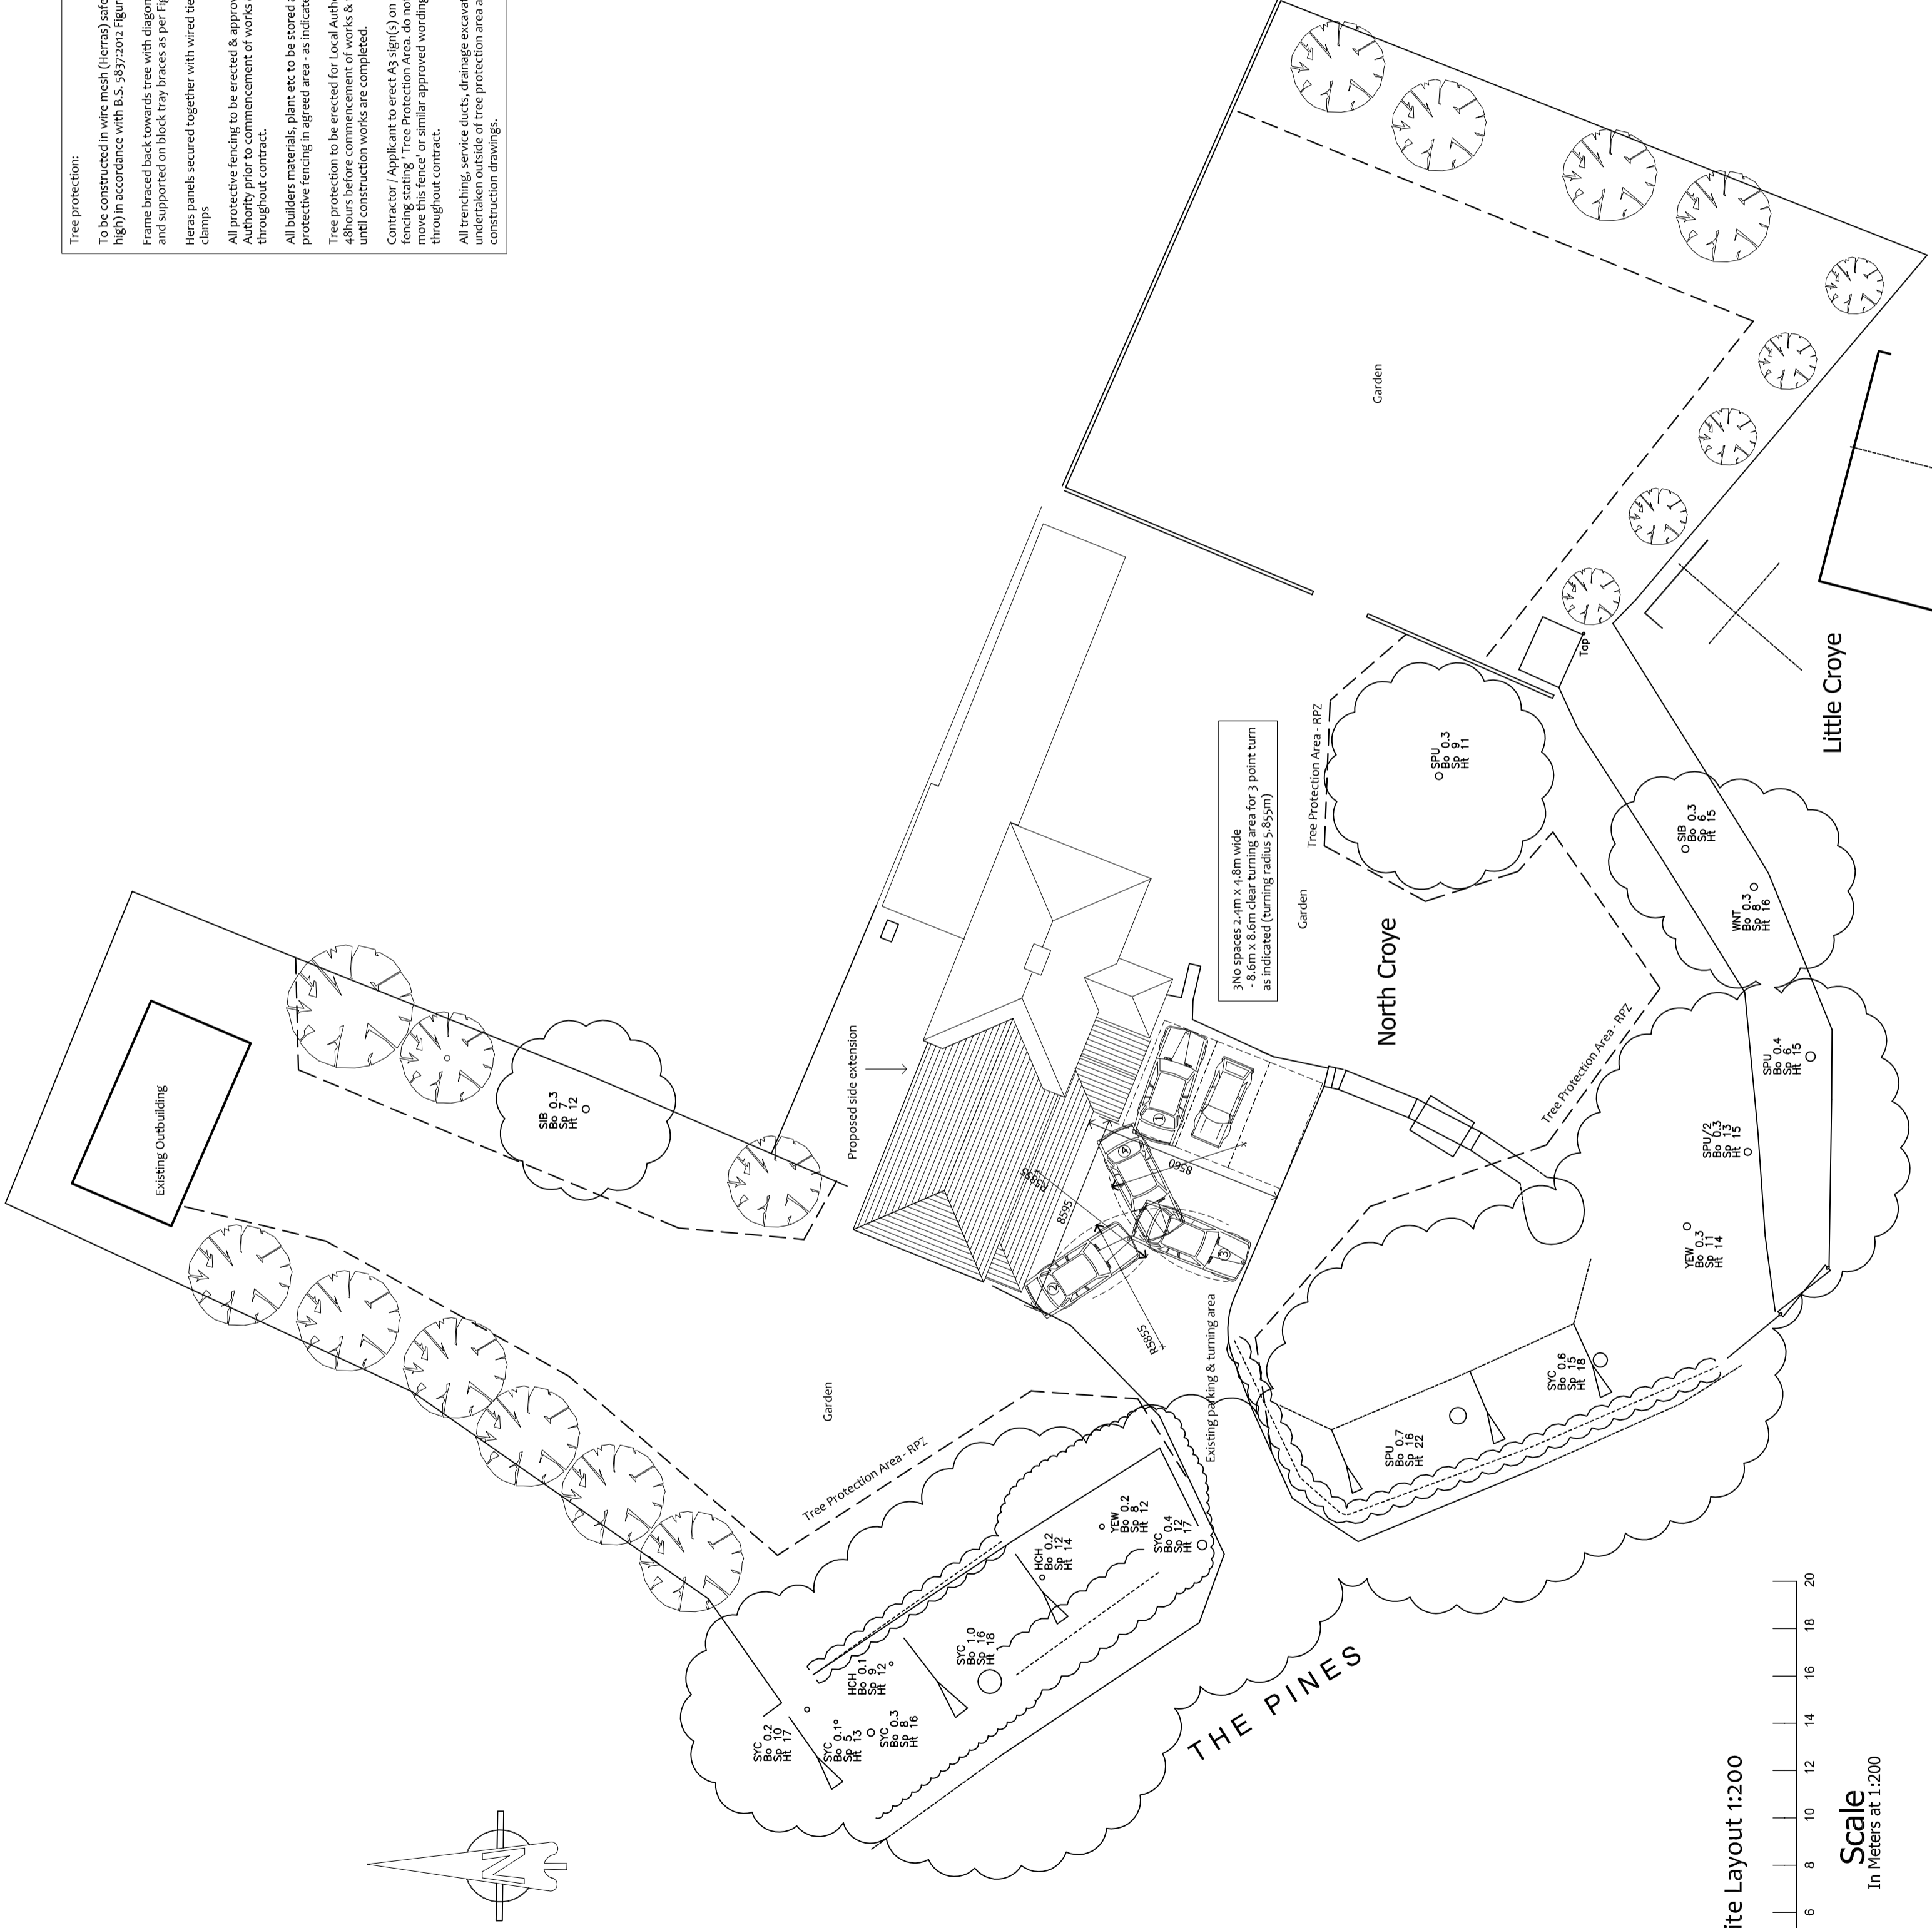 Tree protection:
To be constructed in wire mesh (Herras) safe
high) in accordance with B.S. 5837:2012 Figur
Frame braced back towards tree with diagon
and supported on block tray braces as per Fig
Heras panels secured together with wired tie
clamps
All protective fencing to be erected & approv
Authority prior to commencement of works
throughout contract.
All builders materials, plant etc to be stored
protective fencing in agreed area - as indicate
Tree protection to be erected for Local Auth
48hours before commencement of works &
until construction works are completed.
Contractor / Applicant to erect A3 sign(s) on
fencing stating ' Tree Protection Area. do no
move this fence' or similar approved wording
throughout contract.
All trenching, service ducts, drainage excavat
undertaken outside of tree protection area a
construction drawings.
Existing Outbuilding
SIB
Bo 0.3
Sp 7
Ht 12
Proposed side extension
Garden
Tree Protection Area - RPZ
SYC
Bo 0.2
Sp 10
Ht 17
SYC
Bo 0.1
Sp 5
Ht 13
HCH
Bo 0.1
Sp 9
Ht 12
SYC
Bo 0.3
Sp 8
Ht 16
SYC
Bo 1.0
Sp 16
Ht 18
HCH
Bo 0.2
Sp 12
Ht 14
YEW
Bo 0.2
Sp 8
Ht 12
SYC
Bo 0.4
Sp 12
Ht 17
N
THE PINES
Existing parking & turning area
R5855
R5855
8595
8560
1
2
3
4
3No spaces 2.4m x 4.8m wide
- 8.6m x 8.6m clear turning area for 3 point turn
as indicated (turning radius 5.855m)
Garden
Tree Protection Area - RPZ
North Croye
SPU
Bo 0.3
Sp 9
Ht 11
Garden
Tap
Little Croye
SIB
Bo 0.3
Sp 6
Ht 15
WNT
Bo 0.3
Sp 8
Ht 16
Tree Protection Area - RPZ
SPU
Bo 0.4
Sp 6
Ht 15
SPU/2
Bo 0.3
Sp 13
Ht 15
YEW
Bo 0.3
Sp 11
Ht 14
SYC
Bo 0.6
Sp 15
Ht 18
SPU
Bo 0.7
Sp 16
Ht 22
ite Layout 1:200
6 8 10 12 14 16 18 20
Scale
In Meters at 1:200